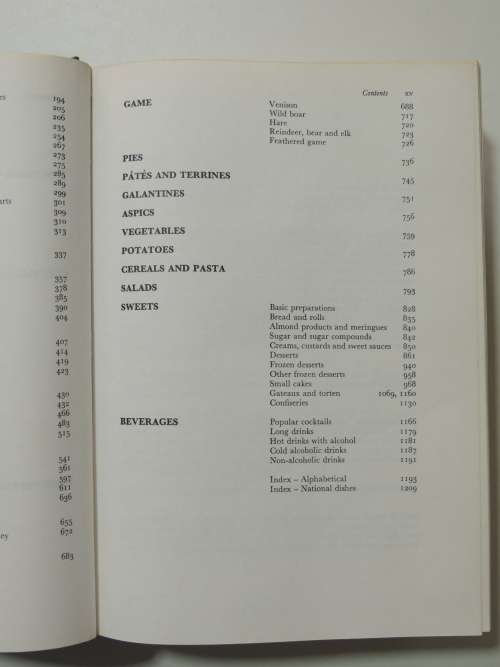 194
205
206
235
254
267
273
275
285
289
299
arts 301
309
310
313
337
357
378
385
390
404
407
414
419
423
430
432
466
483
515
541
561
597
611
636
655
ey 672
683
Contents xv
GAME Venison 688
Wild boar 717
Hare 720
Reindeer, bear and elk 723
Feathered game 726
PIES 736
PÂTÉS AND TERRINES 745
GALANTINES 751
ASPICS 756
VEGETABLES 759
POTATOES 778
CEREALS AND PASTA 786
SALADS 793
SWEETS Basic preparations 828
Bread and rolls 835
Almond products and meringues 840
Sugar and sugar compounds 842
Creams, custards and sweet sauces 850
Desserts 861
Frozen desserts 940
Other frozen desserts 958
Small cakes 968
Gateaux and torten 1069, 1160
Confiseries 1130
BEVERAGES Popular cocktails 1166
Long drinks 1179
Hot drinks with alcohol 1181
Cold alcoholic drinks 1187
Non-alcoholic drinks 1191
Index – Alphabetical 1193
Index – National dishes 1209